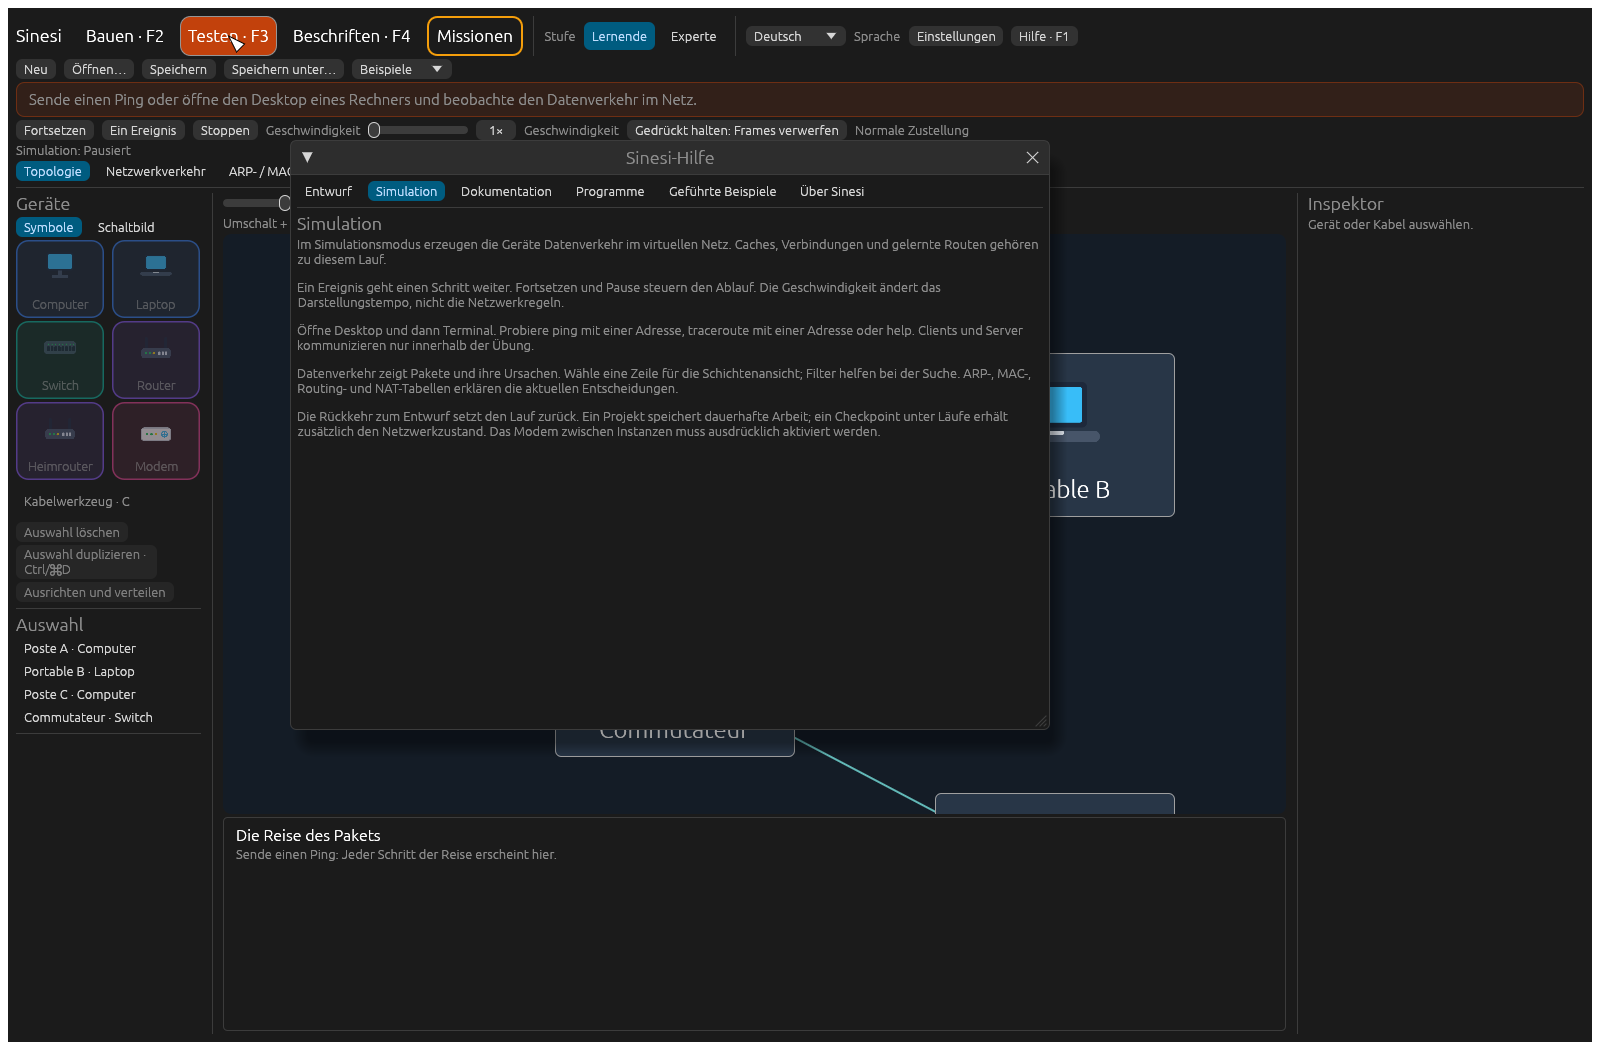 Sinesi Bauen · F2 Testen · F3 Beschriften · F4 Missionen Stufe Lernende Experte Deutsch Sprache Einstellungen Hilfe · F1
Neu Öffnen... Speichern Speichern unter... Beispiele
Sende einen Ping oder öffne den Desktop eines Rechners und beobachte den Datenverkehr im Netz.
Fortsetzen Ein Ereignis Stoppen Geschwindigkeit 1× Geschwindigkeit Gedrückt halten: Frames verwerfen Normale Zustellung
Simulation: Pausiert
Topologie Netzwerkverkehr ARP- / MAC
Geräte
Symbole Schaltbild
Computer Laptop
Switch Router
Heimrouter Modem
Kabelwerkzeug · C
Auswahl löschen
Auswahl duplizieren ·
Ctrl/⌘D
Ausrichten und verteilen
Auswahl
Poste A · Computer
Portable B · Laptop
Poste C · Computer
Commutateur · Switch
Umschalt +
Sinesi-Hilfe
Entwurf Simulation Dokumentation Programme Geführte Beispiele Über Sinesi
Simulation
Im Simulationsmodus erzeugen die Geräte Datenverkehr im virtuellen Netz. Caches, Verbindungen und gelernte Routen gehören
zu diesem Lauf.
Ein Ereignis geht einen Schritt weiter. Fortsetzen und Pause steuern den Ablauf. Die Geschwindigkeit ändert das
Darstellungstempo, nicht die Netzwerkregeln.
Öffne Desktop und dann Terminal. Probiere ping mit einer Adresse, traceroute mit einer Adresse oder help. Clients und Server
kommunizieren nur innerhalb der Übung.
Datenverkehr zeigt Pakete und ihre Ursachen. Wähle eine Zeile für die Schichtenansicht; Filter helfen bei der Suche. ARP-, MAC-,
Routing- und NAT-Tabellen erklären die aktuellen Entscheidungen.
Die Rückkehr zum Entwurf setzt den Lauf zurück. Ein Projekt speichert dauerhafte Arbeit; ein Checkpoint unter Läufe erhält
zusätzlich den Netzwerkzustand. Das Modem zwischen Instanzen muss ausdrücklich aktiviert werden.
able B
Commutateur
Die Reise des Pakets
Sende einen Ping: Jeder Schritt der Reise erscheint hier.
Inspektor
Gerät oder Kabel auswählen.